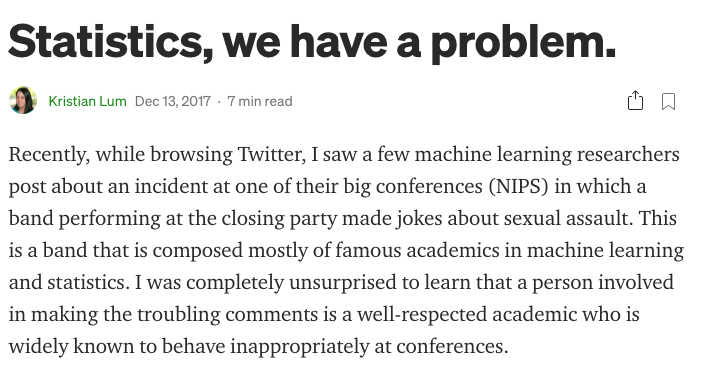 Statistics, we have a problem.
Kristian Lum Dec 13, 2017 · 7 min read
Recently, while browsing Twitter, I saw a few machine learning researchers
post about an incident at one of their big conferences (NIPS) in which a
band performing at the closing party made jokes about sexual assault. This
is a band that is composed mostly of famous academics in machine learning
and statistics. I was completely unsurprised to learn that a person involved
in making the troubling comments is a well-respected academic who is
widely known to behave inappropriately at conferences.